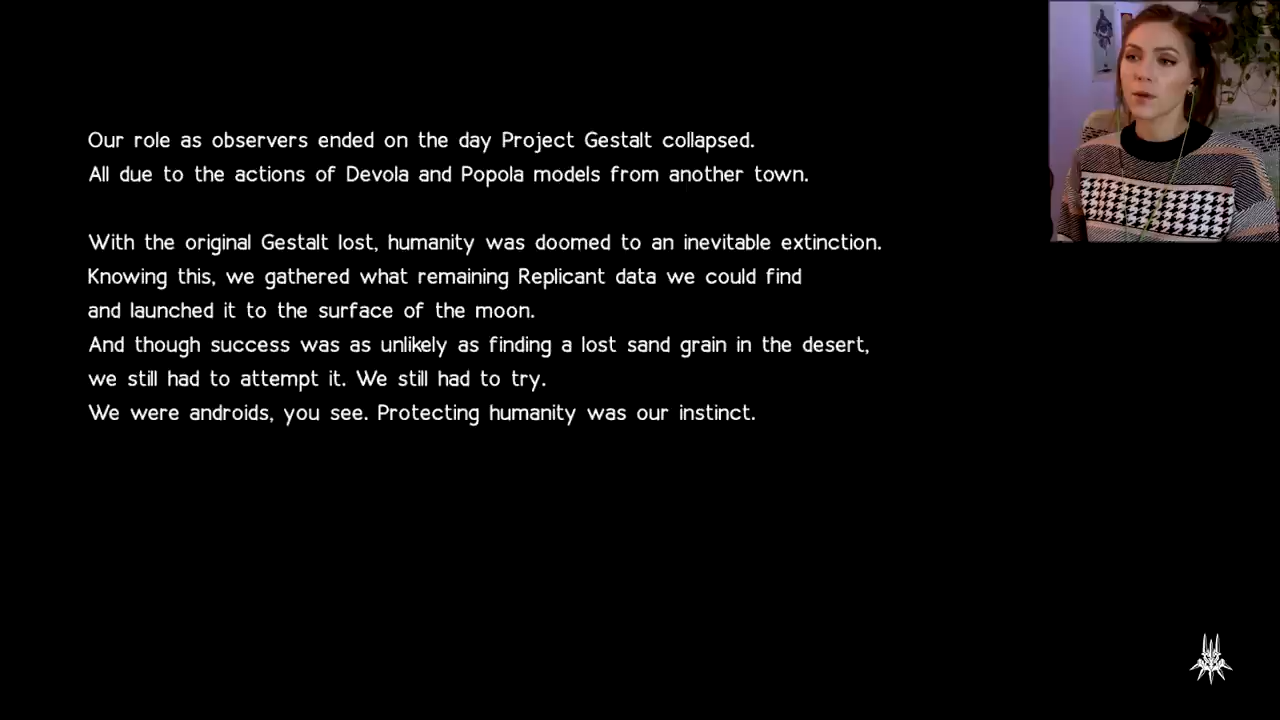 Our role as observers ended on the day Project Gestalt collapsed.
All due to the actions of Devola and Popola models from another town.
With the original Gestalt lost, humanity was doomed to an inevitable extinction.
Knowing this, we gathered what remaining Replicant data we could find
and launched it to the surface of the moon.
And though success was as unlikely as finding a lost sand grain in the desert,
we still had to attempt it. We still had to try.
We were androids, you see. Protecting humanity was our instinct.